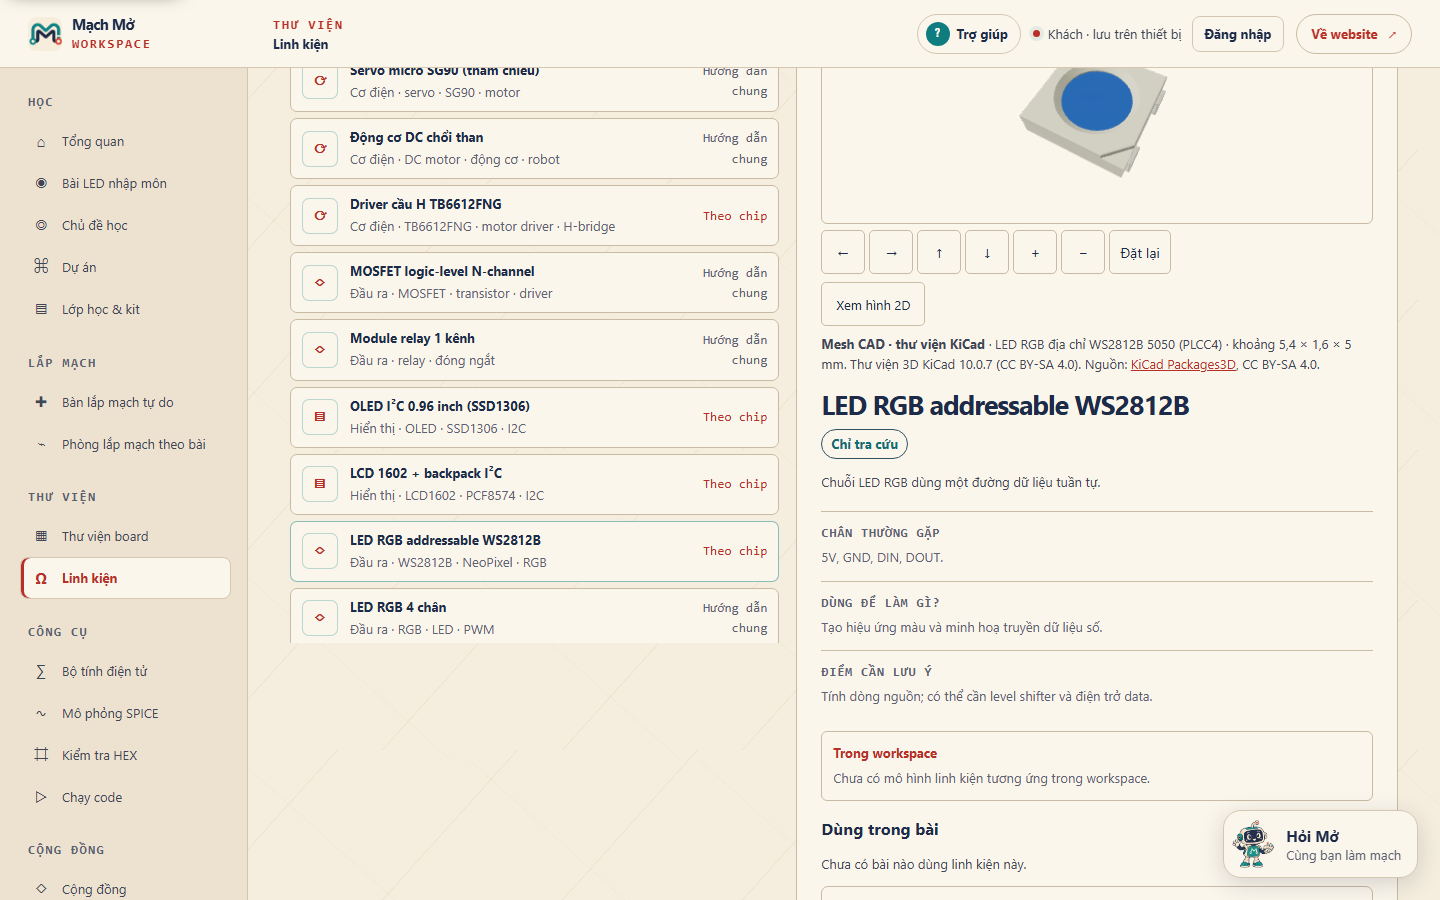 Mạch Mở
WORKSPACE
THƯ VIỆN
Linh kiện
? Trợ giúp
Khách · lưu trên thiết bị
Đăng nhập
Về website ↗
HỌC
Tổng quan
Bài LED nhập môn
Chủ đề học
Dự án
Lớp học & kit
LẮP MẠCH
Bàn lắp mạch tự do
Phòng lắp mạch theo bài
THƯ VIỆN
Thư viện board
Linh kiện
CÔNG CỤ
Bộ tính điện tử
Mô phỏng SPICE
Kiểm tra HEX
Chạy code
CỘNG ĐỒNG
Cộng đồng
Servo micro SG90 (tham chiếu)
Cơ điện · servo · SG90 · motor
Hướng dẫn
chung
Động cơ DC chổi than
Cơ điện · DC motor · động cơ · robot
Hướng dẫn
chung
Driver cầu H TB6612FNG
Cơ điện · TB6612FNG · motor driver · H-bridge
Theo chip
MOSFET logic-level N-channel
Đầu ra · MOSFET · transistor · driver
Hướng dẫn
chung
Module relay 1 kênh
Đầu ra · relay · đóng ngắt
Hướng dẫn
chung
OLED I²C 0.96 inch (SSD1306)
Hiển thị · OLED · SSD1306 · I2C
Theo chip
LCD 1602 + backpack I²C
Hiển thị · LCD1602 · PCF8574 · I2C
Theo chip
LED RGB addressable WS2812B
Đầu ra · WS2812B · NeoPixel · RGB
Theo chip
LED RGB 4 chân
Đầu ra · RGB · LED · PWM
Hướng dẫn
chung
← → ↑ ↓ + − Đặt lại
Xem hình 2D
Mesh CAD · thư viện KiCad · LED RGB địa chỉ WS2812B 5050 (PLCC4) · khoảng 5,4 × 1,6 × 5
mm. Thư viện 3D KiCad 10.0.7 (CC BY-SA 4.0). Nguồn: KiCad Packages3D, CC BY-SA 4.0.
LED RGB addressable WS2812B
Chỉ tra cứu
Chuỗi LED RGB dùng một đường dữ liệu tuần tự.
CHÂN THƯỜNG GẶP
5V, GND, DIN, DOUT.
DÙNG ĐỂ LÀM GÌ?
Tạo hiệu ứng màu và minh hoạ truyền dữ liệu số.
ĐIỂM CẦN LƯU Ý
Tính dòng nguồn; có thể cần level shifter và điện trở data.
Trong workspace
Chưa có mô hình linh kiện tương ứng trong workspace.
Dùng trong bài
Chưa có bài nào dùng linh kiện này.
Hỏi Mở
Cùng bạn làm mạch